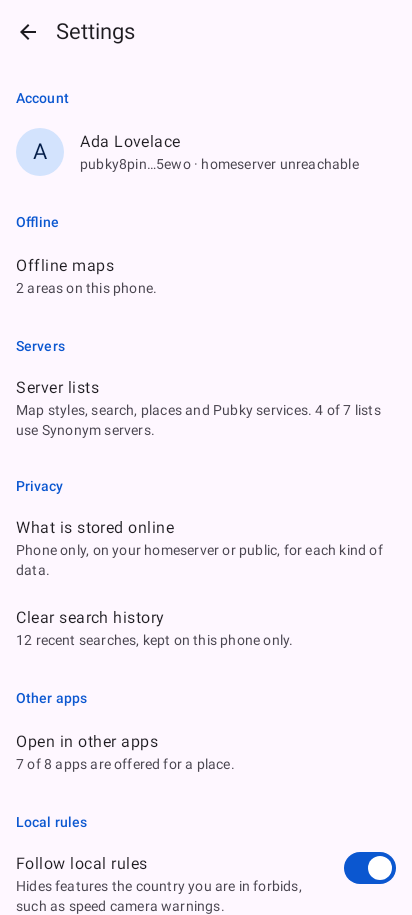 Settings
Account
A
Ada Lovelace
pubky8pin…5ewo · homeserver unreachable
Offline
Offline maps
2 areas on this phone.
Servers
Server lists
Map styles, search, places and Pubky services. 4 of 7 lists
use Synonym servers.
Privacy
What is stored online
Phone only, on your homeserver or public, for each kind of
data.
Clear search history
12 recent searches, kept on this phone only.
Other apps
Open in other apps
7 of 8 apps are offered for a place.
Local rules
Follow local rules
Hides features the country you are in forbids,
such as speed camera warnings.